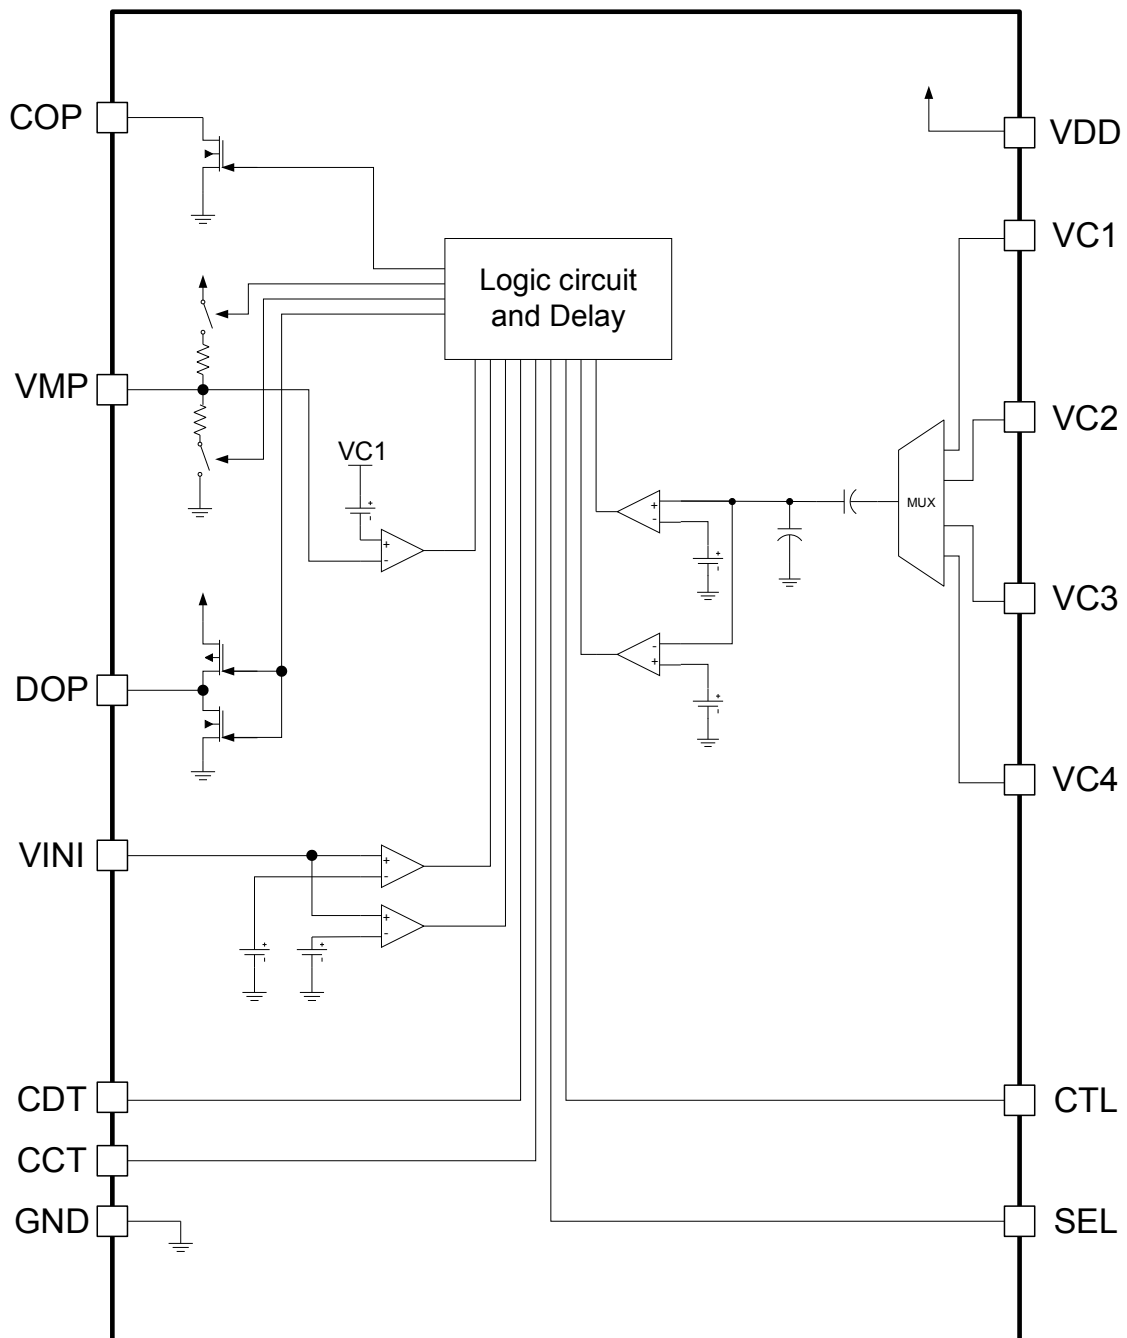 COP
VDD
VC1
Logic circuit
and Delay
VMP
VC2
VC1
+
-
+
-
MUX
+
-
+
-
VC3
+
-
-
+
DOP
+
-
VC4
VINI
+
-
+
-
+
-
+
-
CDT
CTL
CCT
GND
SEL